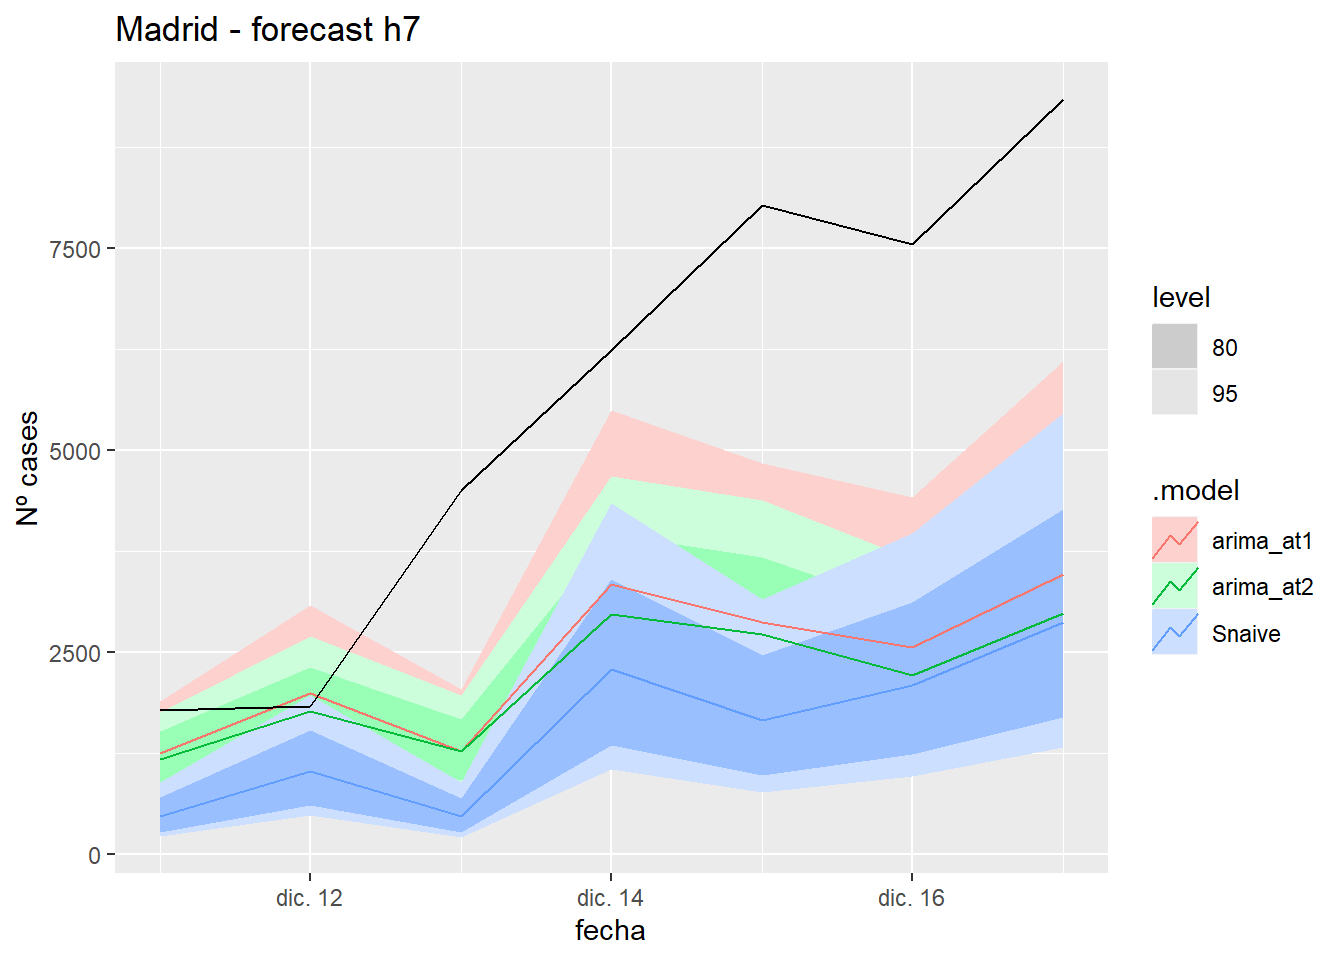 Madrid - forecast h7
Nº cases
7500
5000
2500
0
dic. 12
dic. 14
dic. 16
fecha
level
80
95
.model
arima_at1
arima_at2
Snaive